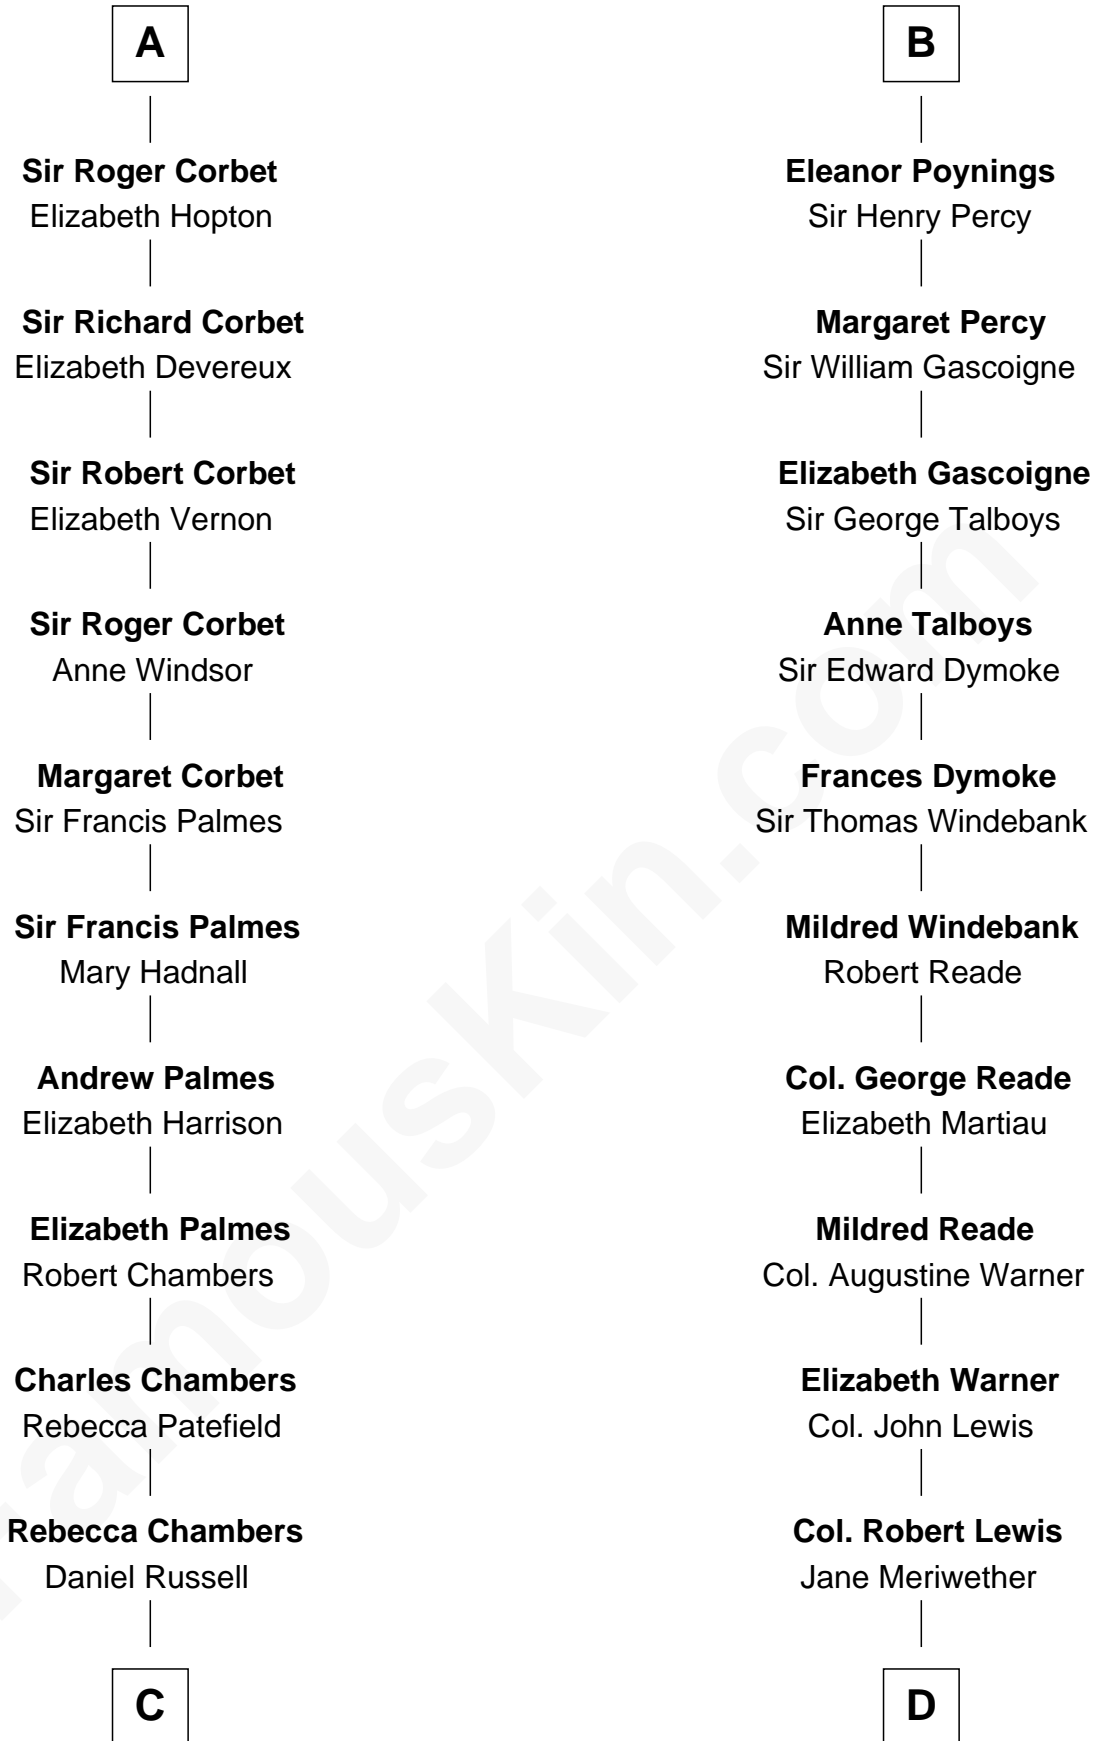 A
Sir Roger Corbet
Elizabeth Hopton
Sir Richard Corbet
Elizabeth Devereux
Sir Robert Corbet
Elizabeth Vernon
Sir Roger Corbet
Anne Windsor
Margaret Corbet
Sir Francis Palmes
Sir Francis Palmes
Mary Hadnall
Andrew Palmes
Elizabeth Harrison
Elizabeth Palmes
Robert Chambers
Charles Chambers
Rebecca Patefield
Rebecca Chambers
Daniel Russell
C
B
Eleanor Poynings
Sir Henry Percy
Margaret Percy
Sir William Gascoigne
Elizabeth Gascoigne
Sir George Talboys
Anne Talboys
Sir Edward Dymoke
Frances Dymoke
Sir Thomas Windebank
Mildred Windebank
Robert Reade
Col. George Reade
Elizabeth Martiau
Mildred Reade
Col. Augustine Warner
Elizabeth Warner
Col. John Lewis
Col. Robert Lewis
Jane Meriwether
D
FamousKin.com